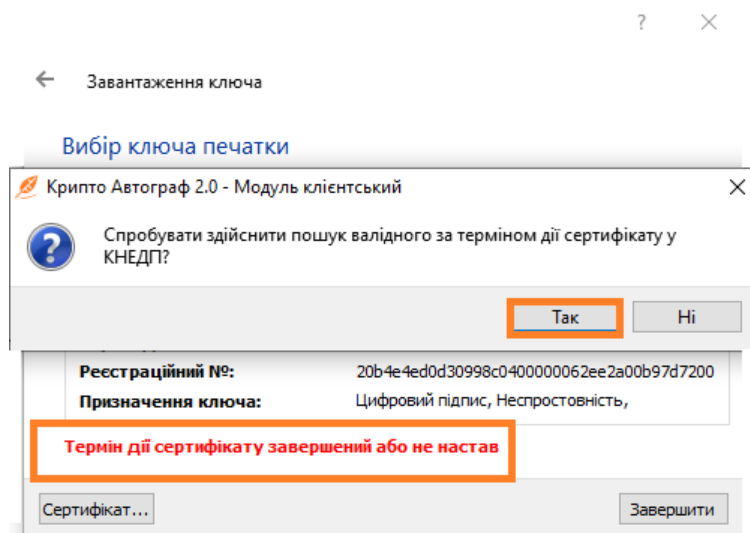 Завантаження ключа
Вибір ключа печатки
Крипто Автограф 2.0 - Модуль клієнтський
Спробувати здійснити пошук валідного за терміном дії сертифікату у
КНЕДП?
Так Ні
Реєстраційний №: 20b4e4ed0d30998c0400000062ee2a00b97d7200
Призначення ключа: Цифровий підпис, Неспростовність,
Термін дії сертифікату завершений або не настав
Сертифікат... Завершити